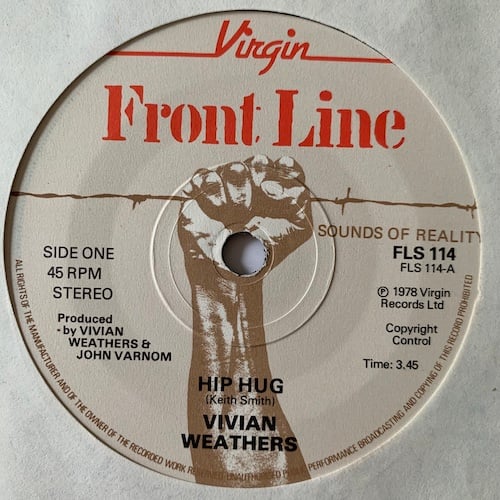 Virgin
Front Line
SOUNDS OF REALITY
SIDE ONE
45 RPM
STEREO
FLS 114
FLS 114-A
℗ 1978 Virgin
Records Ltd
Produced
-by VIVIAN
WEATHERS &
JOHN VARNOM
Copyright
Control
Time: 3.45
HIP HUG
(Keith Smith)
VIVIAN
WEATHERS
ALL RIGHTS OF THE MANUFACTURER AND OF THE OWNER OF THE RECORDED WORK RESERVED UNAUTHORISED PUBLIC PERFORMANCE BROADCASTING AND COPYING OF THIS RECORD PROHIBITED